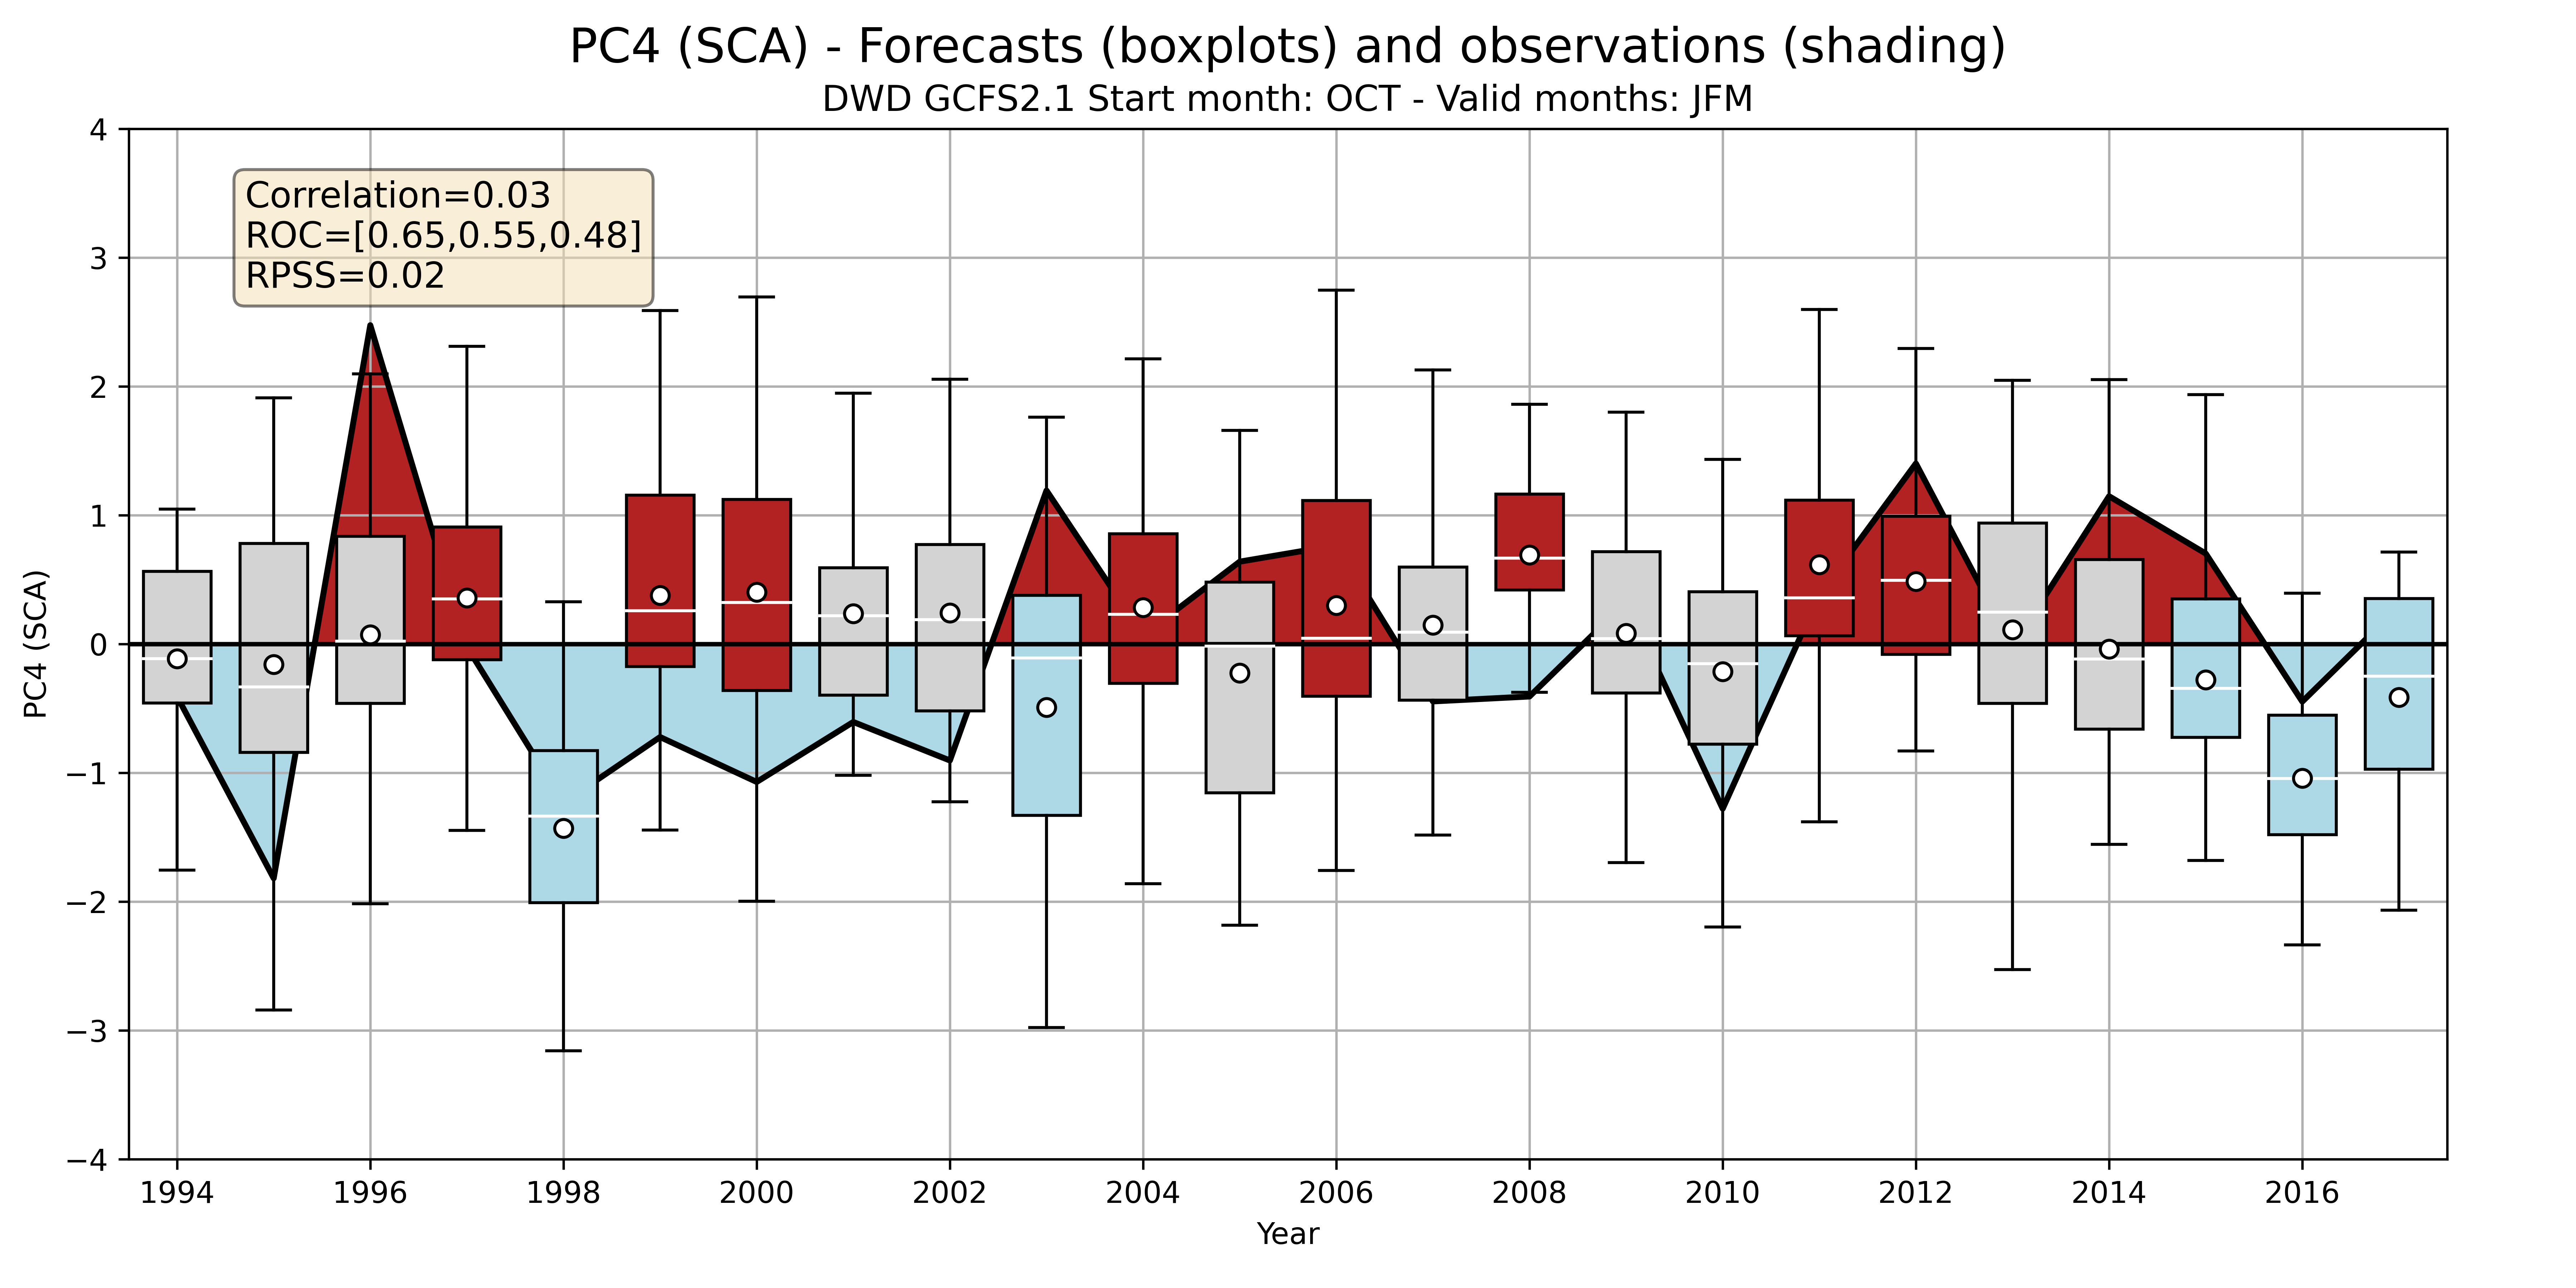 PC4 (SCA) - Forecasts (boxplots) and observations (shading)
DWD GCFS2.1 Start month: OCT - Valid months: JFM
Correlation=0.03
ROC=[0.65,0.55,0.48]
RPSS=0.02
PC4 (SCA)
4
3
2
1
0
−1
−2
−3
−4
1994 1996 1998 2000 2002 2004 2006 2008 2010 2012 2014 2016
Year